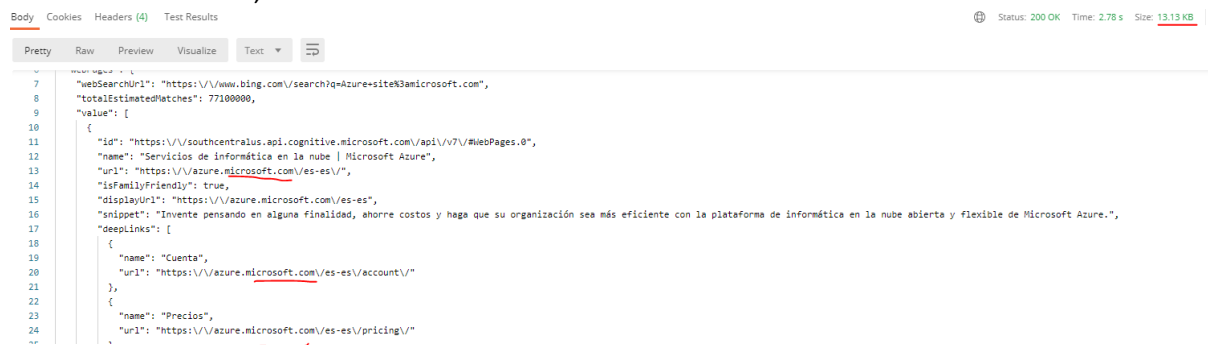 Body Cookies Headers (4) Test Results Status: 200 OK Time: 2.78 s Size: 13.13 KB
Pretty Raw Preview Visualize Text
7 "webSearchUrl": "https:\/\/www.bing.com\/search?q=Azure+site%3amicrosoft.com",
8 "totalEstimatedMatches": 77100000,
9 "value": [
10 {
11 "id": "https:\/\/southcentralus.api.cognitive.microsoft.com\/api\/v7\/#WebPages.0",
12 "name": "Servicios de informática en la nube | Microsoft Azure",
13 "url": "https:\/\/azure.microsoft.com\/es-es\/",
14 "isFamilyFriendly": true,
15 "displayUrl": "https:\/\/azure.microsoft.com\/es-es",
16 "snippet": "Invente pensando en alguna finalidad, ahorre costos y haga que su organización sea más eficiente con la plataforma de informática en la nube abierta y flexible de Microsoft Azure.",
17 "deepLinks": [
18 {
19 "name": "Cuenta",
20 "url": "https:\/\/azure.microsoft.com\/es-es\/account\/"
21 },
22 {
23 "name": "Precios",
24 "url": "https:\/\/azure.microsoft.com\/es-es\/pricing\/"